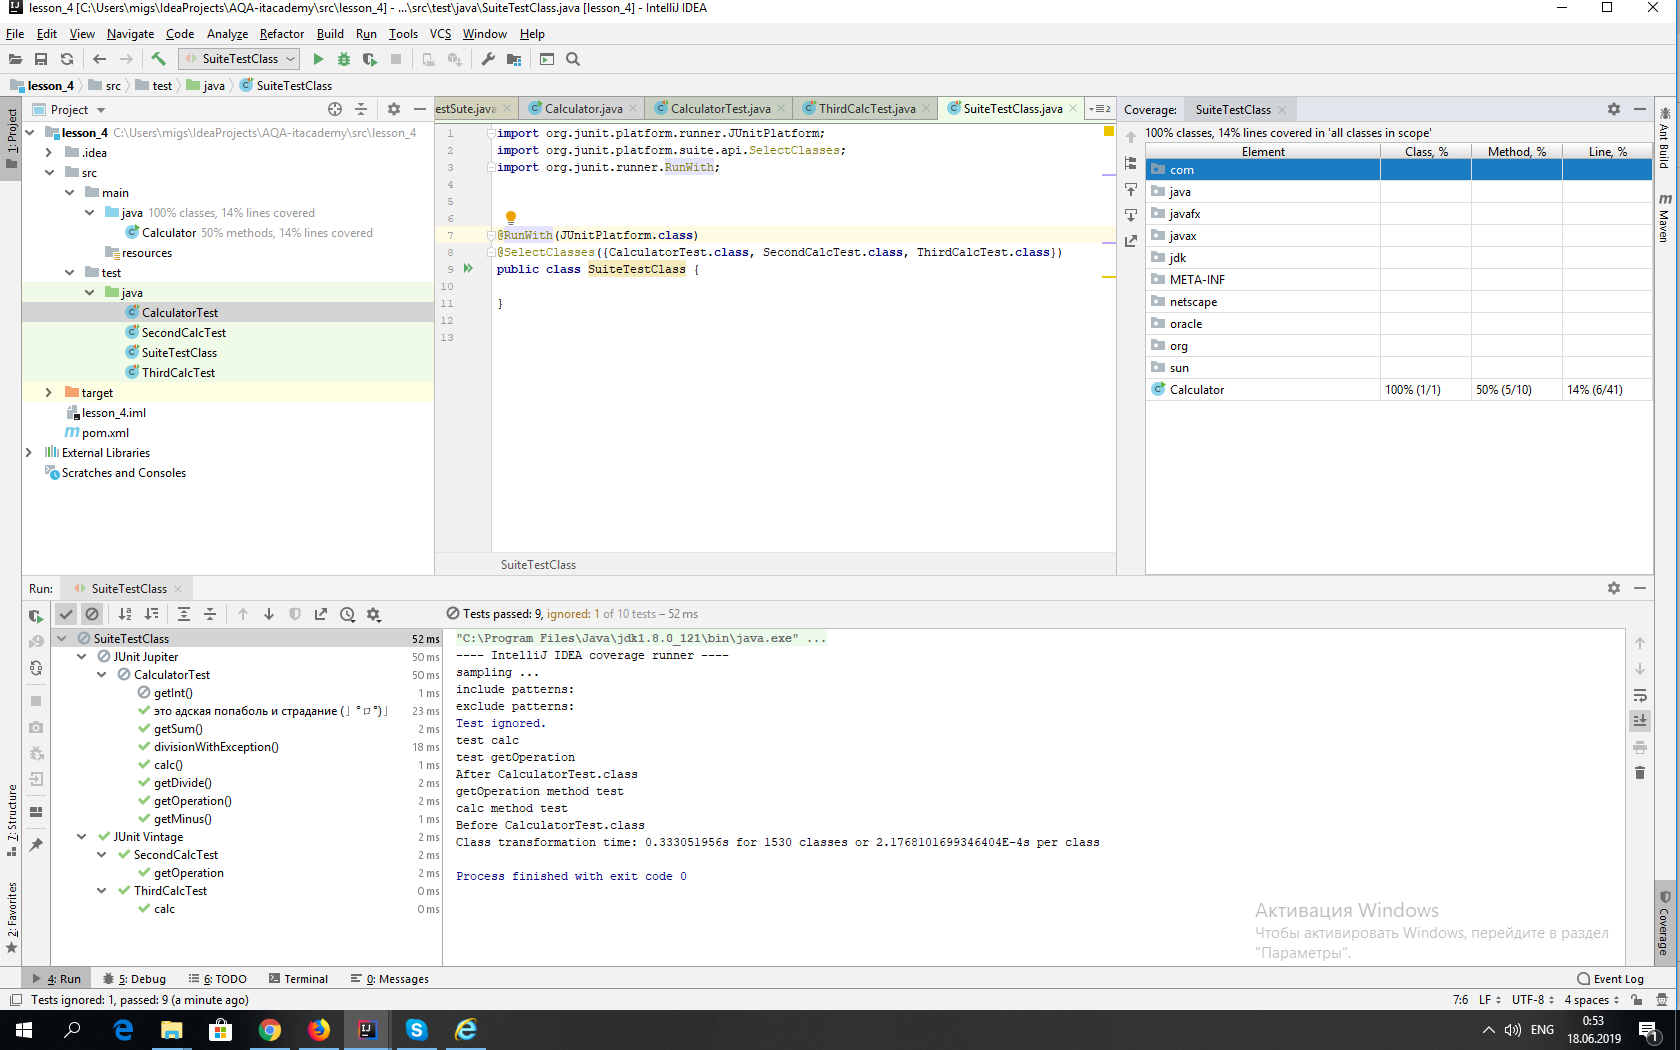 lesson_4 [C:\Users\migs\IdeaProjects\AQA-itacademy\src\lesson_4] - ...\src\test\java\SuiteTestClass.java [lesson_4] - IntelliJ IDEA
File Edit View Navigate Code Analyze Refactor Build Run Tools VCS Window Help
SuiteTestClass
lesson_4 src test java SuiteTestClass
1: Project
Project
lesson_4 C:\Users\migs\IdeaProjects\AQA-itacademy\src\lesson_4
.idea
src
main
java 100% classes, 14% lines covered
Calculator 50% methods, 14% lines covered
resources
test
java
CalculatorTest
SecondCalcTest
SuiteTestClass
ThirdCalcTest
target
lesson_4.iml
pom.xml
External Libraries
Scratches and Consoles
estSute.java Calculator.java CalculatorTest.java ThirdCalcTest.java SuiteTestClass.java 2
1 import org.junit.platform.runner.JUnitPlatform;
2 import org.junit.platform.suite.api.SelectClasses;
3 import org.junit.runner.RunWith;
4
5
6
7 @RunWith(JUnitPlatform.class)
8 @SelectClasses({CalculatorTest.class, SecondCalcTest.class, ThirdCalcTest.class})
9 public class SuiteTestClass {
10
11 }
12
13
SuiteTestClass
Coverage: SuiteTestClass
100% classes, 14% lines covered in 'all classes in scope'
Element Class, % Method, % Line, %
com
java
javafx
javax
jdk
META-INF
netscape
oracle
org
sun
Calculator 100% (1/1) 50% (5/10) 14% (6/41)
Ant Build
Maven
Coverage
Run: SuiteTestClass
Tests passed: 9, ignored: 1 of 10 tests – 52 ms
SuiteTestClass 52 ms
JUnit Jupiter 50 ms
CalculatorTest 50 ms
getInt() 1 ms
это адская попаболь и страдание (╯°□°)╯ 23 ms
getSum() 2 ms
divisionWithException() 18 ms
calc() 1 ms
getDivide() 2 ms
getOperation() 2 ms
getMinus() 1 ms
JUnit Vintage 2 ms
SecondCalcTest 2 ms
getOperation 2 ms
ThirdCalcTest 0 ms
calc 0 ms
"C:\Program Files\Java\jdk1.8.0_121\bin\java.exe" ...
---- IntelliJ IDEA coverage runner ----
sampling ...
include patterns:
exclude patterns:
Test ignored.
test calc
test getOperation
After CalculatorTest.class
getOperation method test
calc method test
Before CalculatorTest.class
Class transformation time: 0.333051956s for 1530 classes or 2.1768101699346404E-4s per class
Process finished with exit code 0
7: Structure
2: Favorites
Активация Windows
Чтобы активировать Windows, перейдите в раздел
"Параметры".
4: Run 5: Debug 6: TODO Terminal 0: Messages Event Log
Tests ignored: 1, passed: 9 (a minute ago) 7:6 LF UTF-8 4 spaces
ENG
0:53
18.06.2019
1